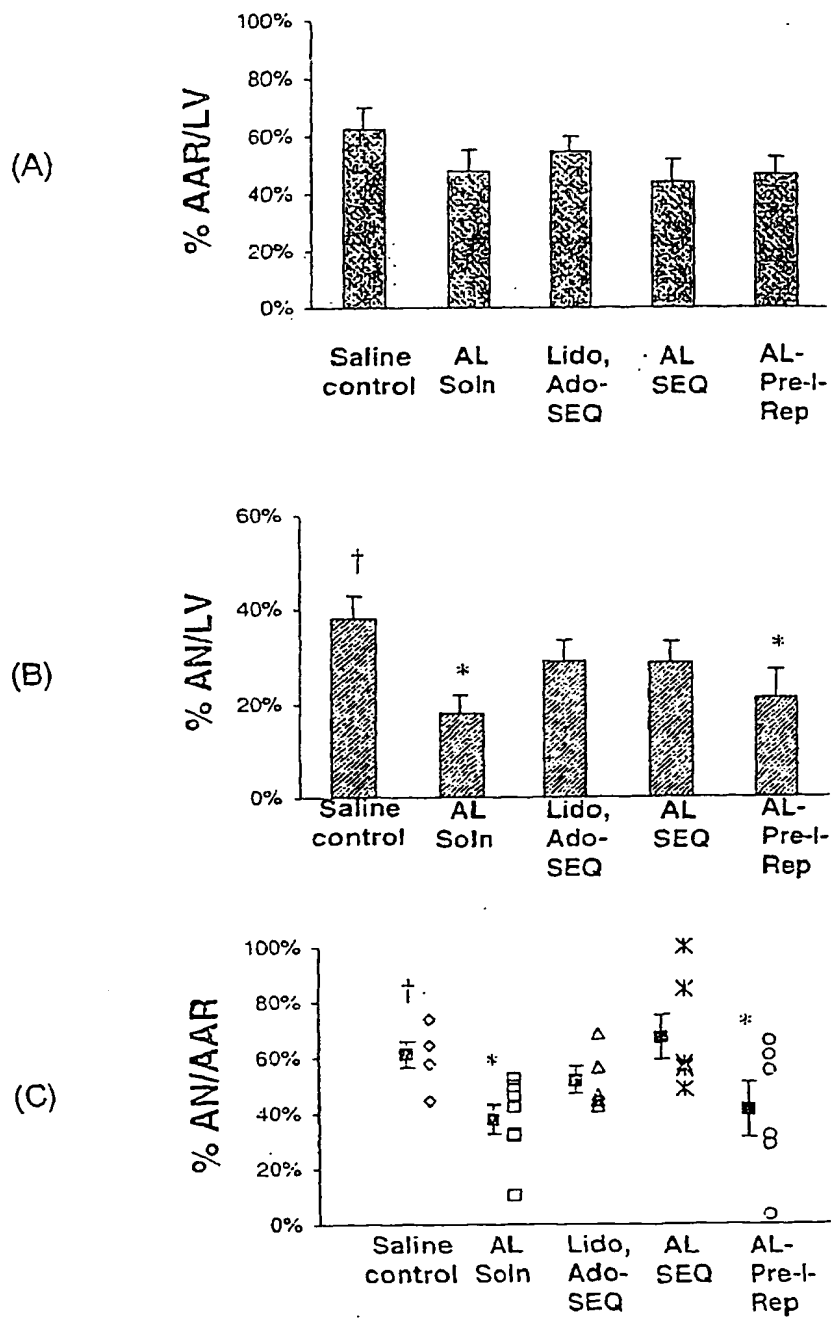 (A)
% AAR/LV
100%
80%
60%
40%
20%
0%
Saline control
AL Soln
Lido, Ado- SEQ
AL SEQ
AL- Pre-I- Rep
(B)
% AN/LV
60%
40%
20%
0%
†
*
*
Saline control
AL Soln
Lido, Ado- SEQ
AL SEQ
AL- Pre-I- Rep
(C)
% AN/AAR
100%
80%
60%
40%
20%
0%
†
*
*
Saline control
AL Soln
Lido, Ado- SEQ
AL SEQ
AL- Pre-I- Rep